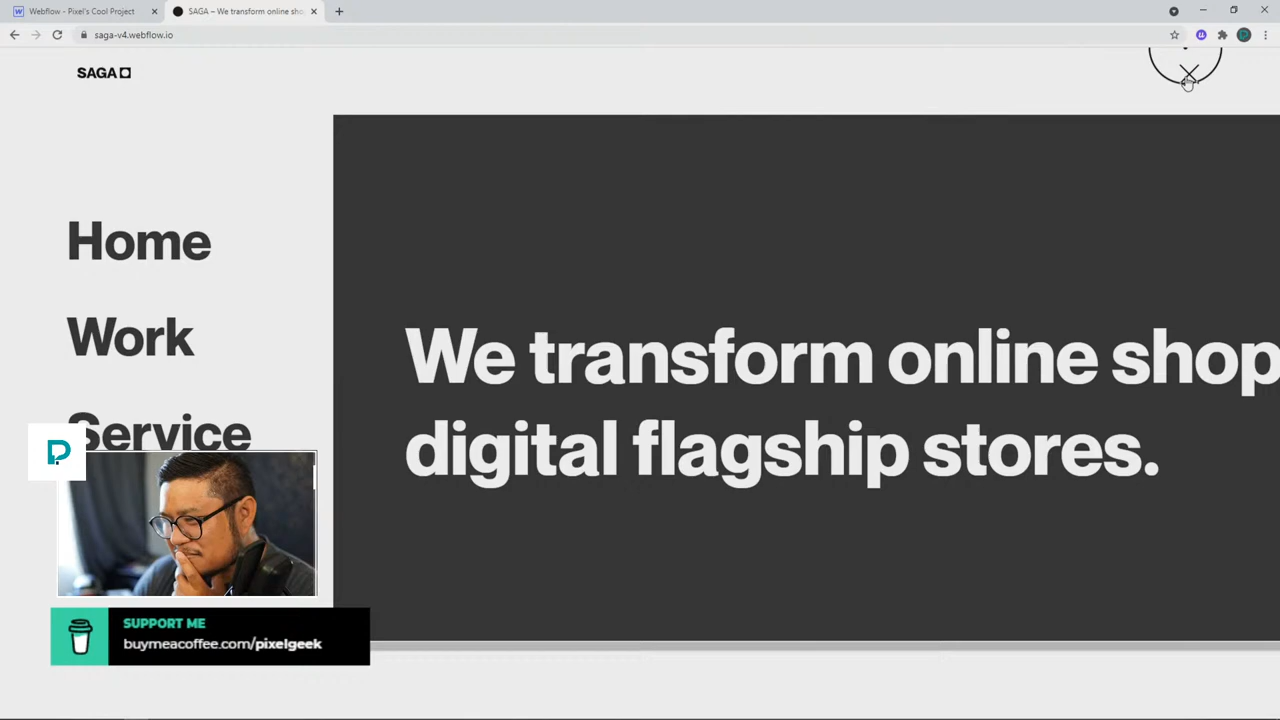 Webflow - Pixel's Cool Project
SAGA – We transform online sho
saga-v4.webflow.io
SAGA
Home
Work
Service
We transform online shop
digital flagship stores.
SUPPORT ME
buymeacoffee.com/pixelgeek